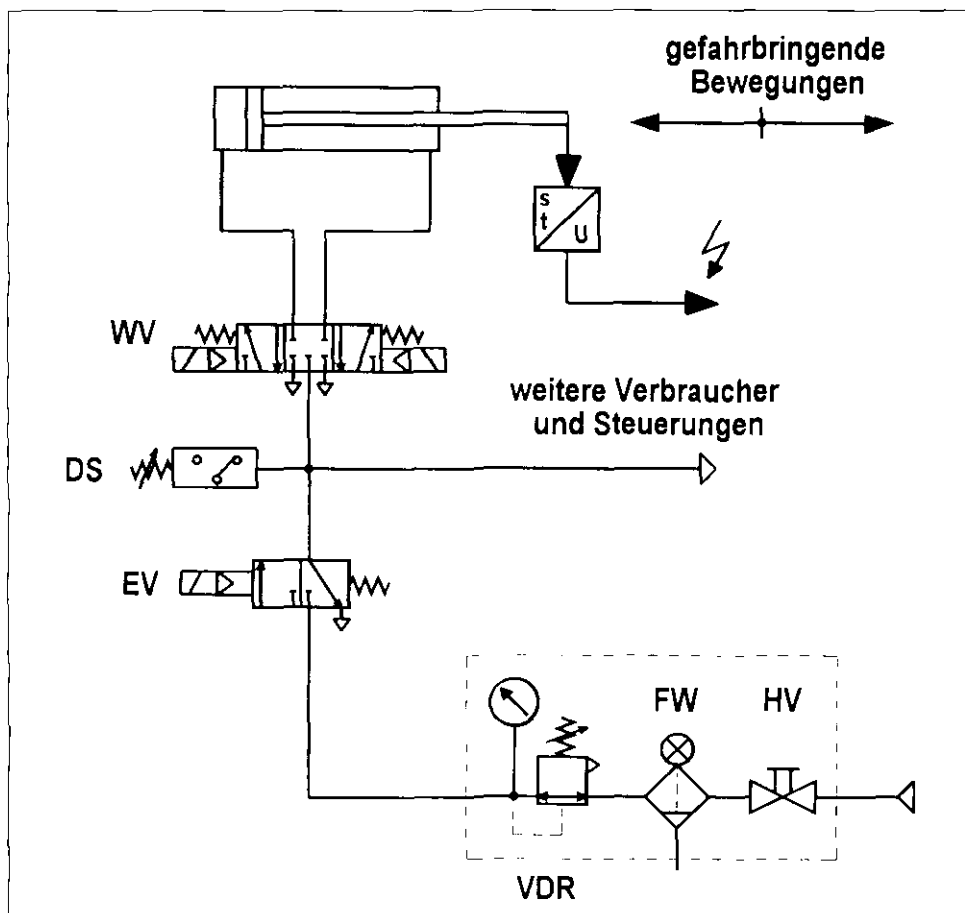 gefahrbringende
Bewegungen
s
t
U
WV
weitere Verbraucher
und Steuerungen
DS
EV
FW
HV
VDR